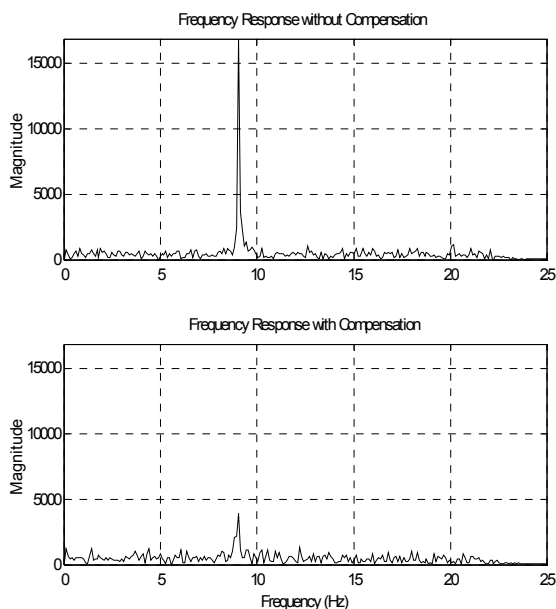 Frequency Response without Compensation
15000
10000
5000
0
Magnitude
0 5 10 15 20 25
Frequency Response with Compensation
15000
10000
5000
0
Magnitude
0 5 10 15 20 25
Frequency (Hz)